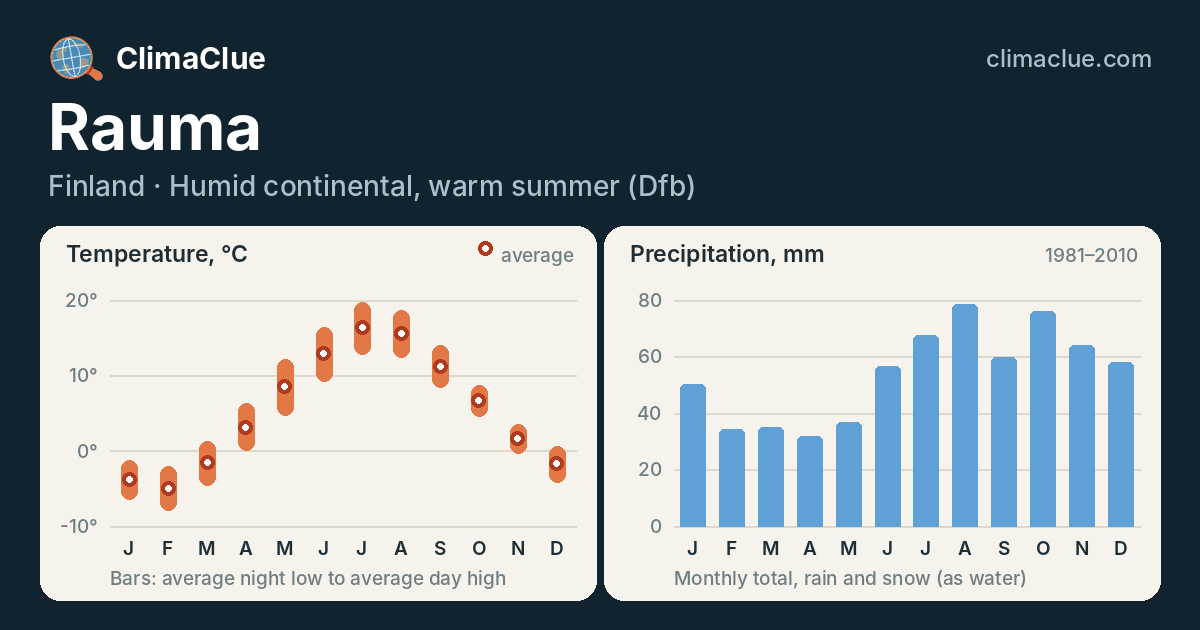 ClimaClue
climaclue.com
Rauma
Finland · Humid continental, warm summer (Dfb)
Temperature, °C
average
20°
10°
0°
-10°
J F M A M J J A S O N D
Bars: average night low to average day high
Precipitation, mm
1981–2010
80
60
40
20
0
J F M A M J J A S O N D
Monthly total, rain and snow (as water)